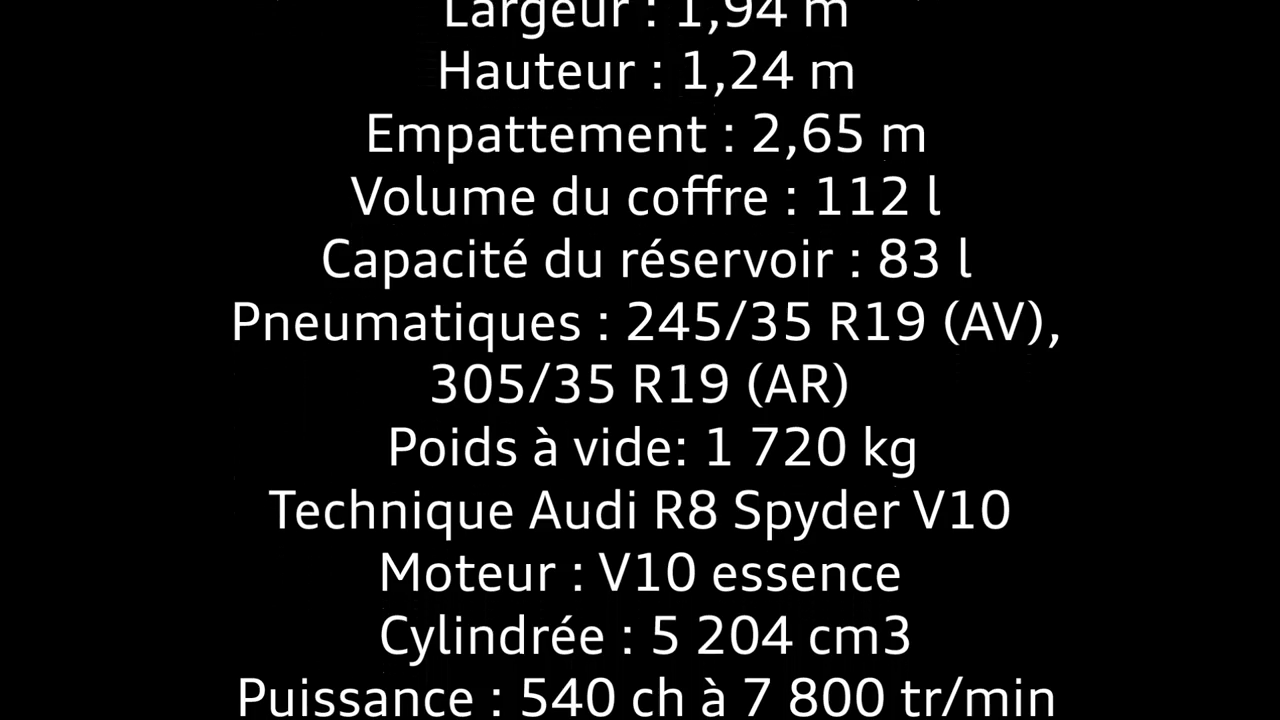 Largeur : 1,94 m
Hauteur : 1,24 m
Empattement : 2,65 m
Volume du coffre : 112 l
Capacité du réservoir : 83 l
Pneumatiques : 245/35 R19 (AV),
305/35 R19 (AR)
Poids à vide: 1 720 kg
Technique Audi R8 Spyder V10
Moteur : V10 essence
Cylindrée : 5 204 cm3
Puissance : 540 ch à 7 800 tr/min